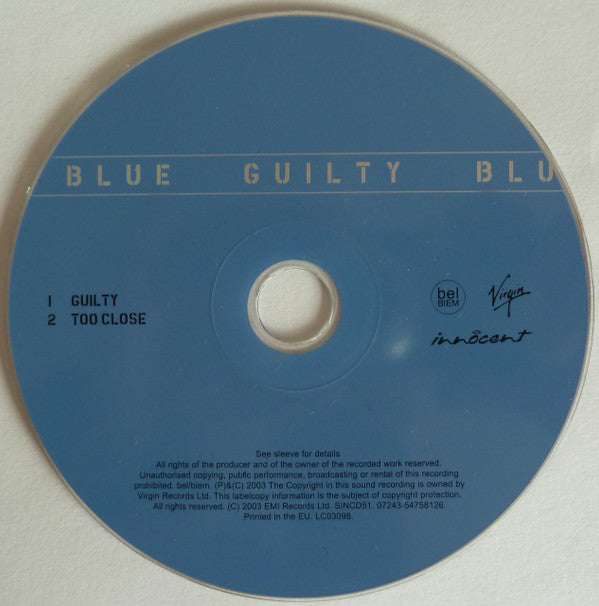 BLUE GUILTY BLU
1 GUILTY
2 TOO CLOSE
bel
BIEM
Virgin
innocent
See sleeve for details
All rights of the producer and of the owner of the recorded work reserved.
Unauthorised copying, public performance, broadcasting or rental of this recording
prohibited. bel/biem. (P)&(C) 2003 The Copyright in this sound recording is owned by
Virgin Records Ltd. This labelcopy information is the subject of copyright protection.
All rights reserved. (C) 2003 EMI Records Ltd. SINCD51. 07243-54758126.
Printed in the EU. LC03098.